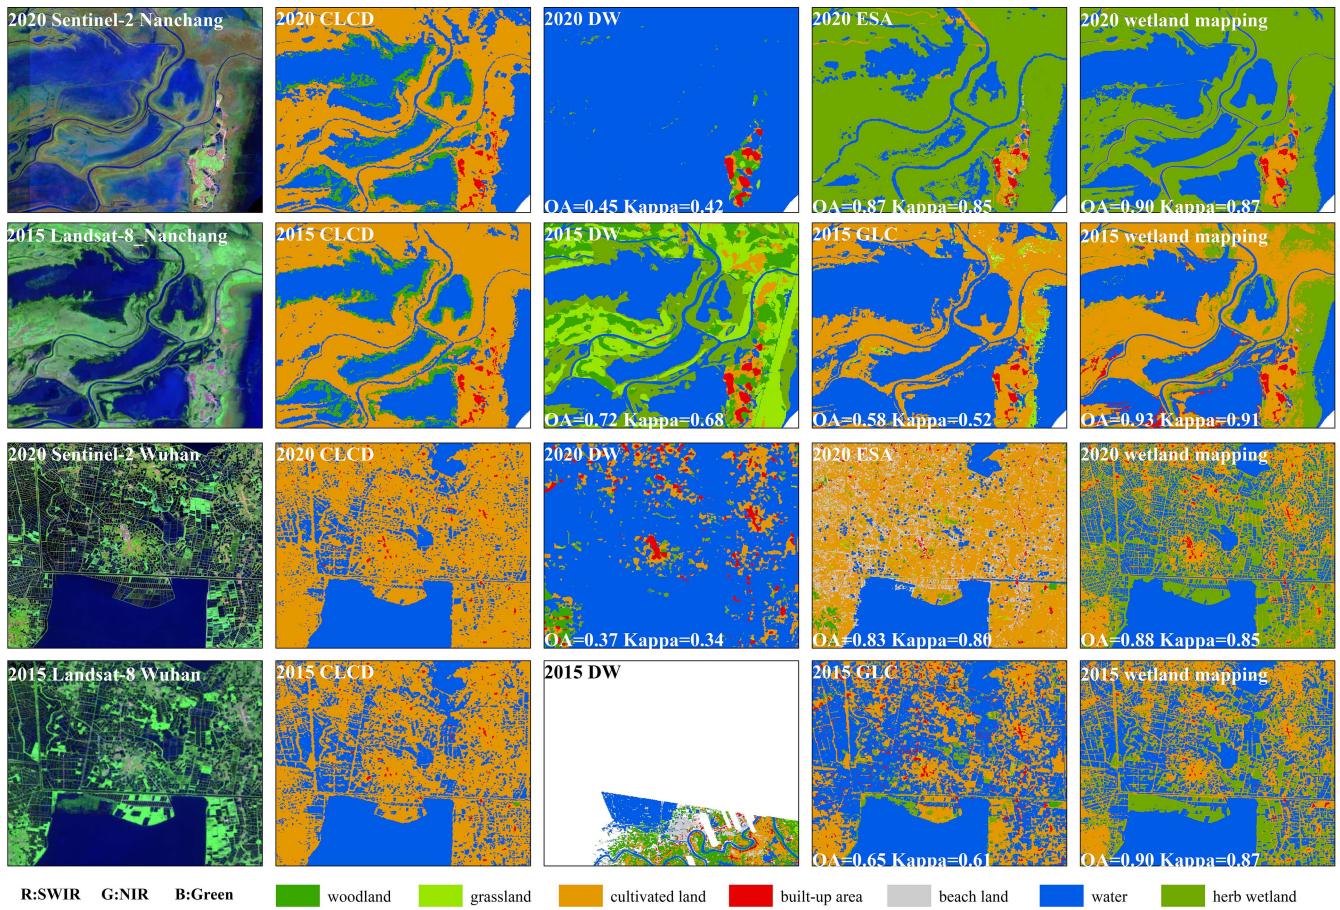 2020 Sentinel-2 Nanchang
2020 CLCD
2020 DW
OA=0.45 Kappa=0.42
2020 ESA
OA=0.87 Kappa=0.85
2020 wetland mapping
OA=0.90 Kappa=0.87
2015 Landsat-8_Nanchang
2015 CLCD
2015 DW
OA=0.72 Kappa=0.68
2015 GLC
OA=0.58 Kappa=0.52
2015 wetland mapping
OA=0.93 Kappa=0.91
2020 Sentinel-2 Wuhan
2020 CLCD
2020 DW
OA=0.37 Kappa=0.34
2020 ESA
OA=0.83 Kappa=0.80
2020 wetland mapping
OA=0.88 Kappa=0.85
2015 Landsat-8 Wuhan
2015 CLCD
2015 DW
2015 GLC
OA=0.65 Kappa=0.61
2015 wetland mapping
OA=0.90 Kappa=0.87
R:SWIR G:NIR B:Green
woodland
grassland
cultivated land
built-up area
beach land
water
herb wetland